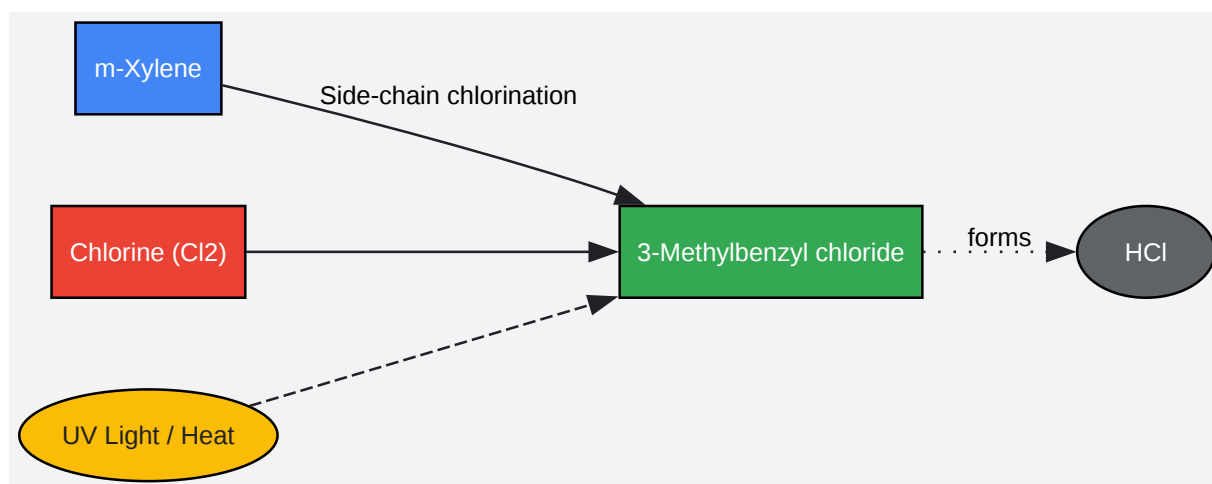 m-Xylene
Side-chain chlorination
Chlorine (Cl2)
3-Methylbenzyl chloride
forms
HCl
UV Light / Heat